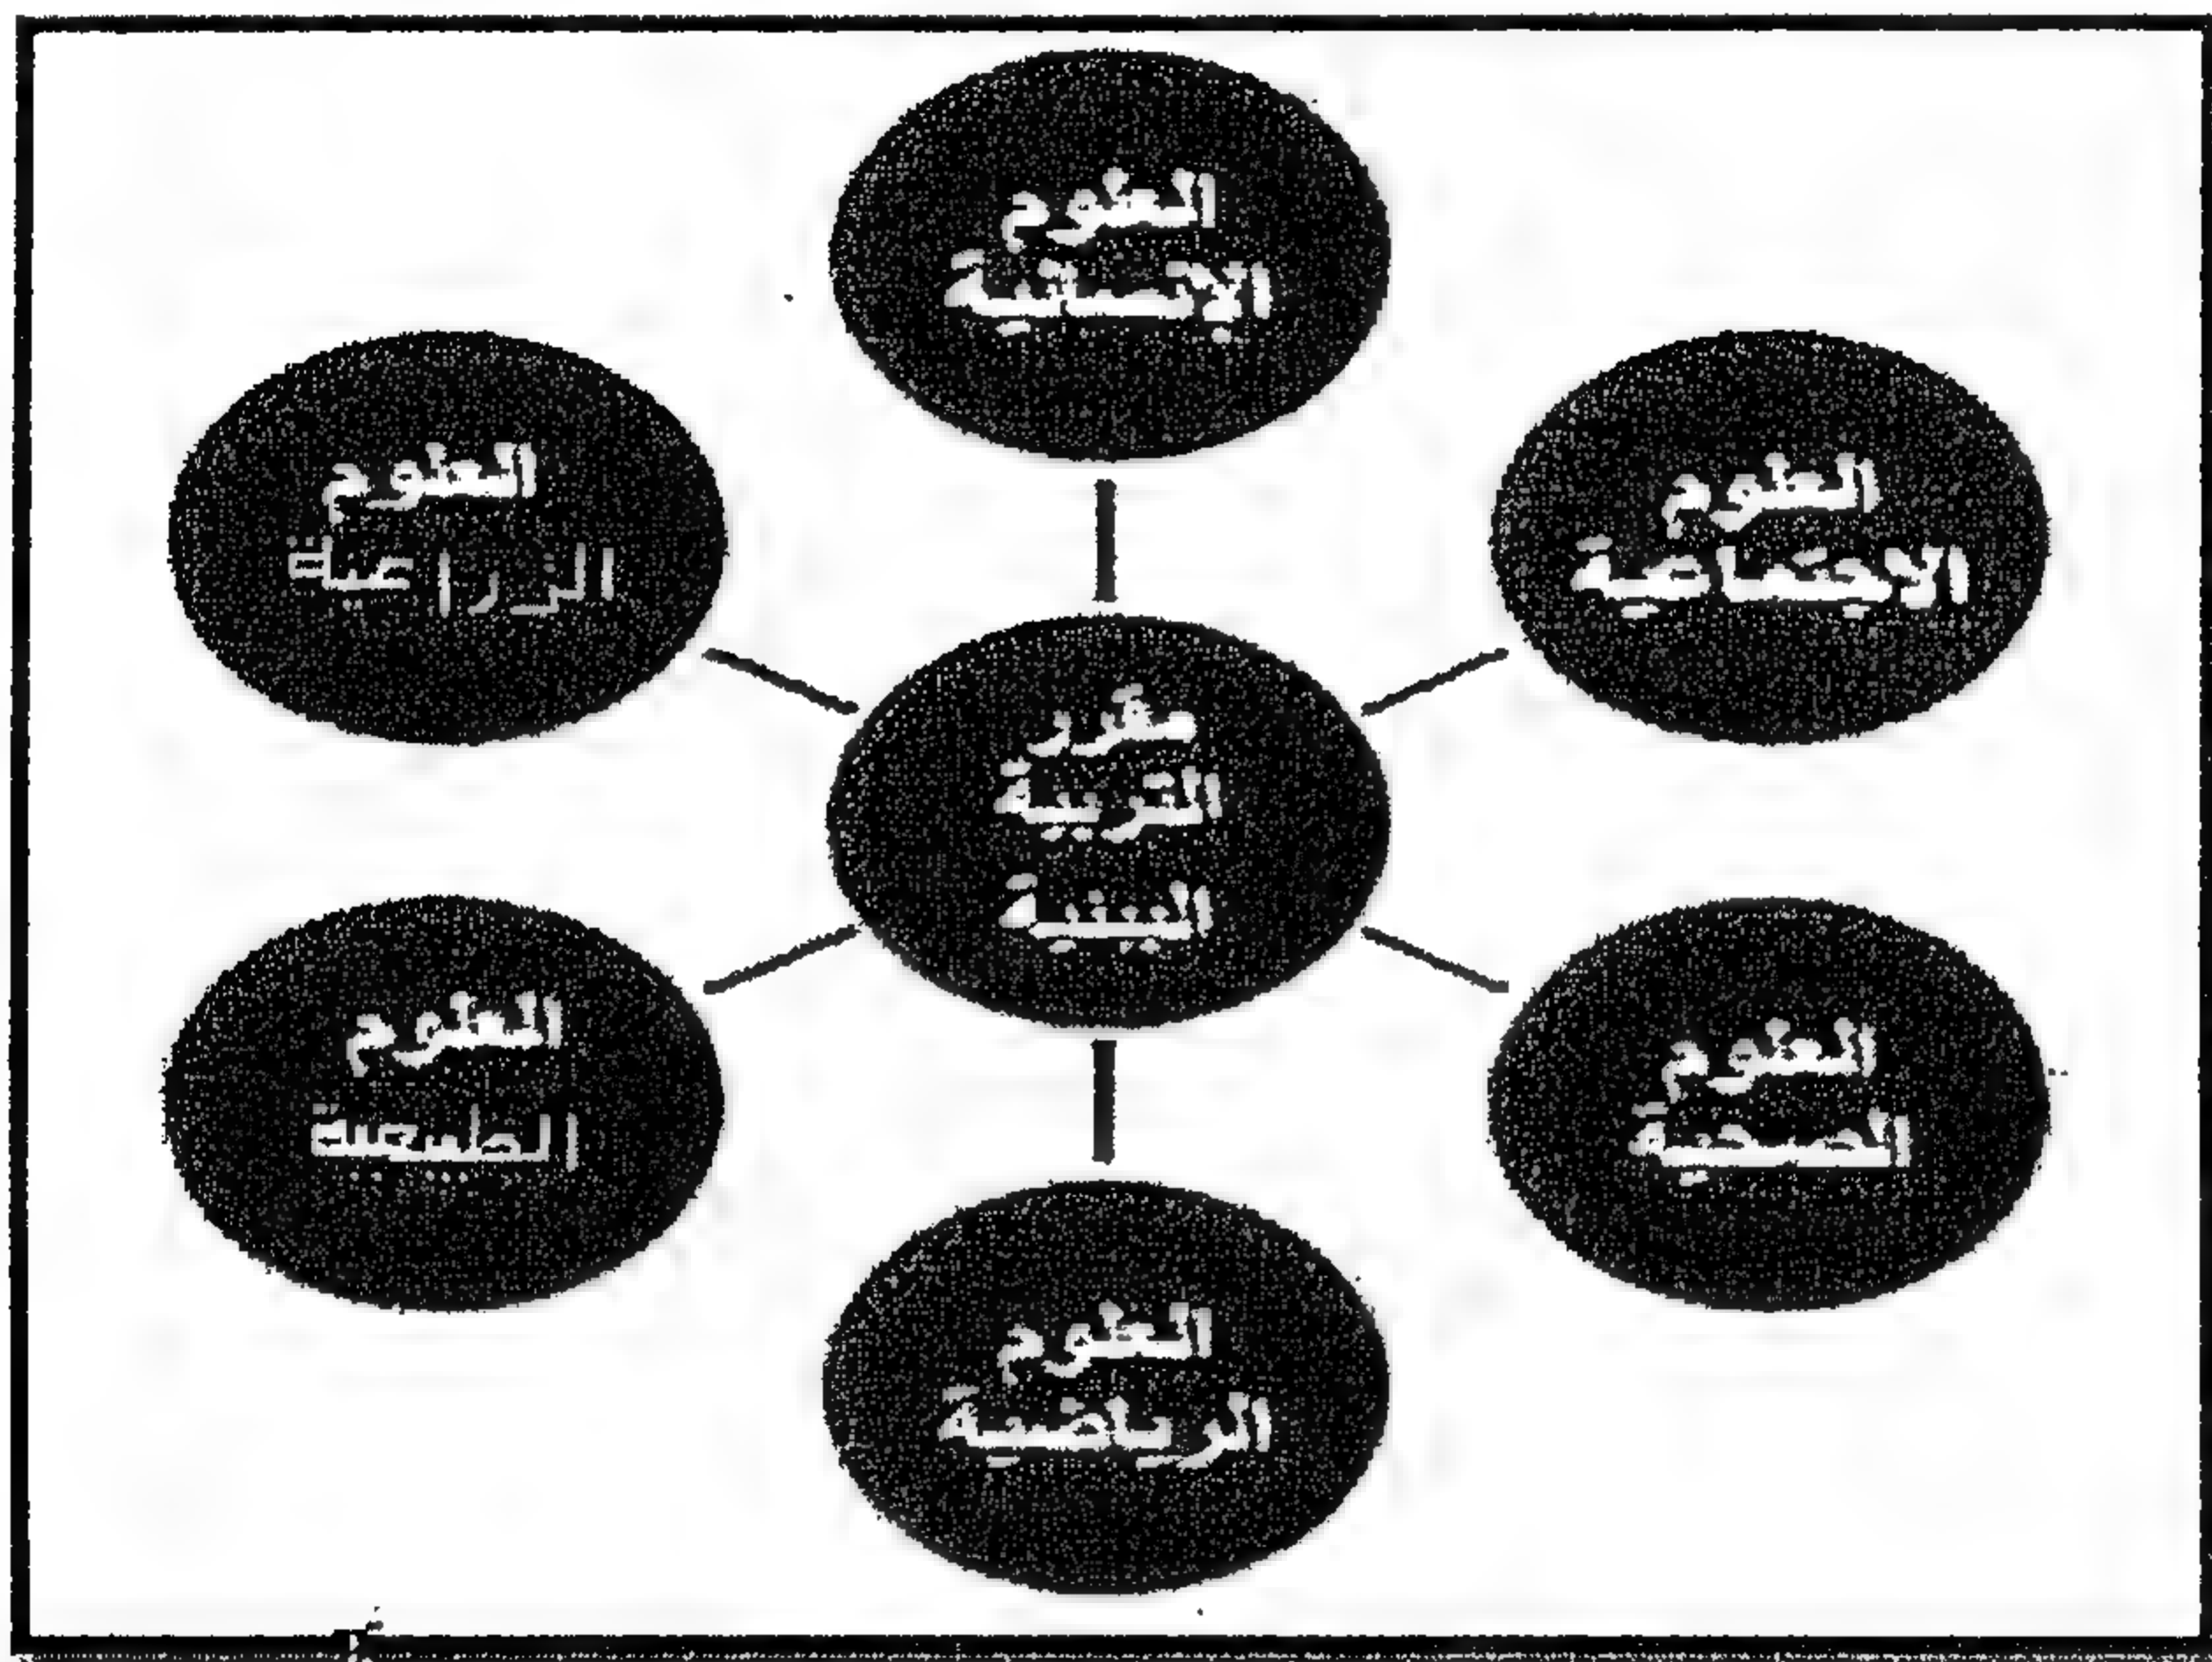 العلوم
الإنسانية
العلوم
الاجتماعية
العلوم
الزراعية
مقرر
التربية
البيئية
العلوم
الصحية
العلوم
الطبيعية
العلوم
الرياضية